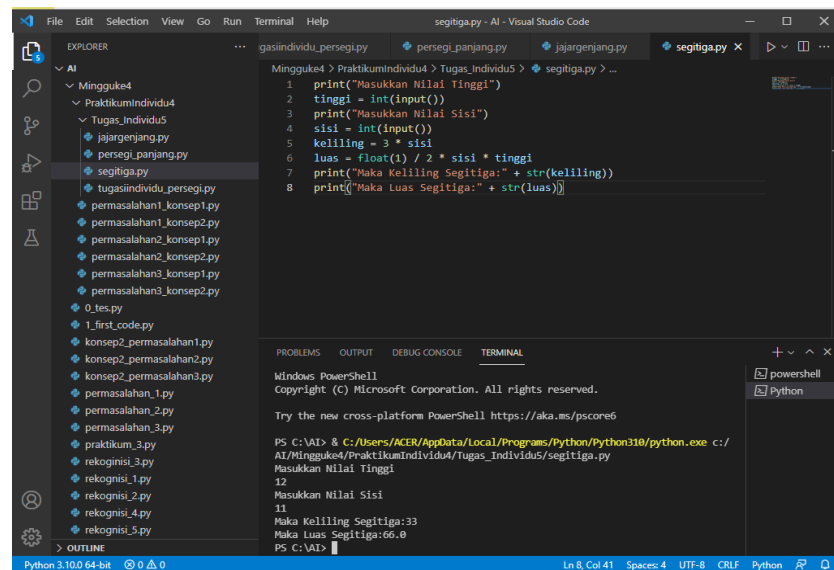 File Edit Selection View Go Run Terminal Help segitiga.py - AI - Visual Studio Code
EXPLORER
AI
Mingguke4
PraktikumIndividu4
Tugas_Individu5
jajargenjang.py
persegi_panjang.py
segitiga.py
tugasiindividu_persegi.py
permasalahan1_konsep1.py
permasalahan1_konsep2.py
permasalahan2_konsep1.py
permasalahan2_konsep2.py
permasalahan3_konsep1.py
permasalahan3_konsep2.py
0_tes.py
1_first_code.py
konsep2_permasalahan1.py
konsep2_permasalahan2.py
konsep2_permasalahan3.py
permasalahan_1.py
permasalahan_2.py
permasalahan_3.py
praktikum_3.py
rekoginisi_3.py
rekognisi_1.py
rekognisi_2.py
rekognisi_4.py
rekognisi_5.py
OUTLINE
gasiindividu_persegi.py persegi_panjang.py jajargenjang.py segitiga.py
Mingguke4 > PraktikumIndividu4 > Tugas_Individu5 > segitiga.py > ...
1 print("Masukkan Nilai Tinggi")
2 tinggi = int(input())
3 print("Masukkan Nilai Sisi")
4 sisi = int(input())
5 keliling = 3 * sisi
6 luas = float(1) / 2 * sisi * tinggi
7 print("Maka Keliling Segitiga:" + str(keliling))
8 print("Maka Luas Segitiga:" + str(luas))
PROBLEMS OUTPUT DEBUG CONSOLE TERMINAL
Windows PowerShell
Copyright (C) Microsoft Corporation. All rights reserved.
Try the new cross-platform PowerShell https://aka.ms/pscore6
PS C:\AI> & C:/Users/ACER/AppData/Local/Programs/Python/Python310/python.exe c:/
AI/Mingguke4/PraktikumIndividu4/Tugas_Individu5/segitiga.py
Masukkan Nilai Tinggi
12
Masukkan Nilai Sisi
11
Maka Keliling Segitiga:33
Maka Luas Segitiga:66.0
PS C:\AI>
powershell
Python
Python 3.10.0 64-bit 0 0 Ln 8, Col 41 Spaces: 4 UTF-8 CRLF Python